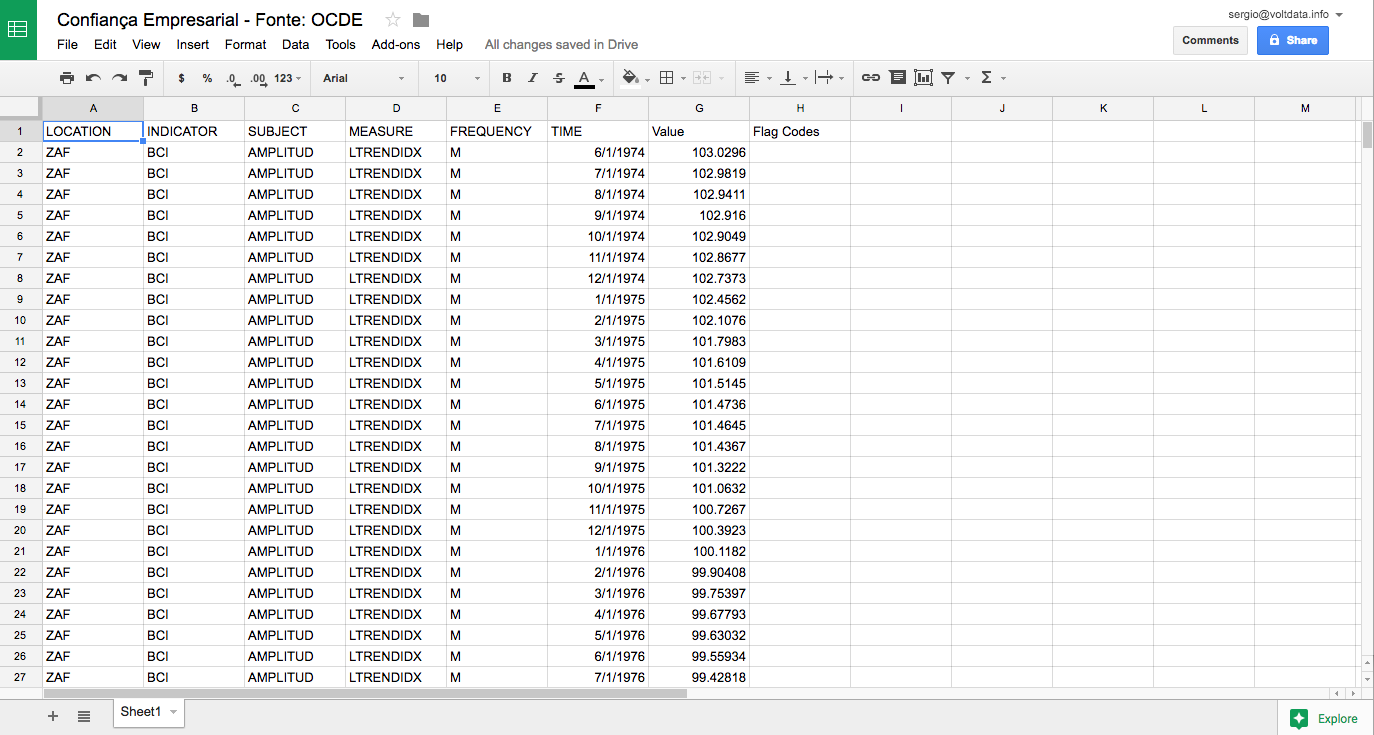 Confiança Empresarial - Fonte: OCDE
sergio@voltdata.info
File Edit View Insert Format Data Tools Add-ons Help All changes saved in Drive
Comments Share
$ % .0 .00 123 Arial 10 B I S A Σ
A B C D E F G H I J K L M
1 LOCATION INDICATOR SUBJECT MEASURE FREQUENCY TIME Value Flag Codes
2 ZAF BCI AMPLITUD LTRENDIDX M 6/1/1974 103.0296
3 ZAF BCI AMPLITUD LTRENDIDX M 7/1/1974 102.9819
4 ZAF BCI AMPLITUD LTRENDIDX M 8/1/1974 102.9411
5 ZAF BCI AMPLITUD LTRENDIDX M 9/1/1974 102.916
6 ZAF BCI AMPLITUD LTRENDIDX M 10/1/1974 102.9049
7 ZAF BCI AMPLITUD LTRENDIDX M 11/1/1974 102.8677
8 ZAF BCI AMPLITUD LTRENDIDX M 12/1/1974 102.7373
9 ZAF BCI AMPLITUD LTRENDIDX M 1/1/1975 102.4562
10 ZAF BCI AMPLITUD LTRENDIDX M 2/1/1975 102.1076
11 ZAF BCI AMPLITUD LTRENDIDX M 3/1/1975 101.7983
12 ZAF BCI AMPLITUD LTRENDIDX M 4/1/1975 101.6109
13 ZAF BCI AMPLITUD LTRENDIDX M 5/1/1975 101.5145
14 ZAF BCI AMPLITUD LTRENDIDX M 6/1/1975 101.4736
15 ZAF BCI AMPLITUD LTRENDIDX M 7/1/1975 101.4645
16 ZAF BCI AMPLITUD LTRENDIDX M 8/1/1975 101.4367
17 ZAF BCI AMPLITUD LTRENDIDX M 9/1/1975 101.3222
18 ZAF BCI AMPLITUD LTRENDIDX M 10/1/1975 101.0632
19 ZAF BCI AMPLITUD LTRENDIDX M 11/1/1975 100.7267
20 ZAF BCI AMPLITUD LTRENDIDX M 12/1/1975 100.3923
21 ZAF BCI AMPLITUD LTRENDIDX M 1/1/1976 100.1182
22 ZAF BCI AMPLITUD LTRENDIDX M 2/1/1976 99.90408
23 ZAF BCI AMPLITUD LTRENDIDX M 3/1/1976 99.75397
24 ZAF BCI AMPLITUD LTRENDIDX M 4/1/1976 99.67793
25 ZAF BCI AMPLITUD LTRENDIDX M 5/1/1976 99.63032
26 ZAF BCI AMPLITUD LTRENDIDX M 6/1/1976 99.55934
27 ZAF BCI AMPLITUD LTRENDIDX M 7/1/1976 99.42818
Sheet1
Explore